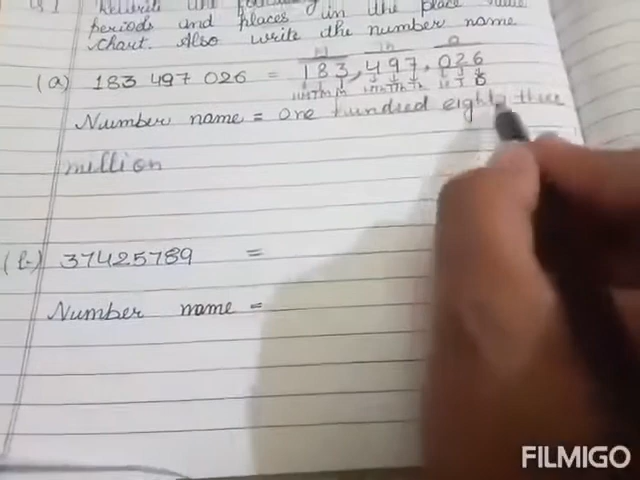 periods and places in the place value
chart. Also write the number name
M Th O
(a) 183 497 026 = 183,497,026
Number name = one hundred eighty three
million
(b) 37425789 =
Number name =
FILMIGO